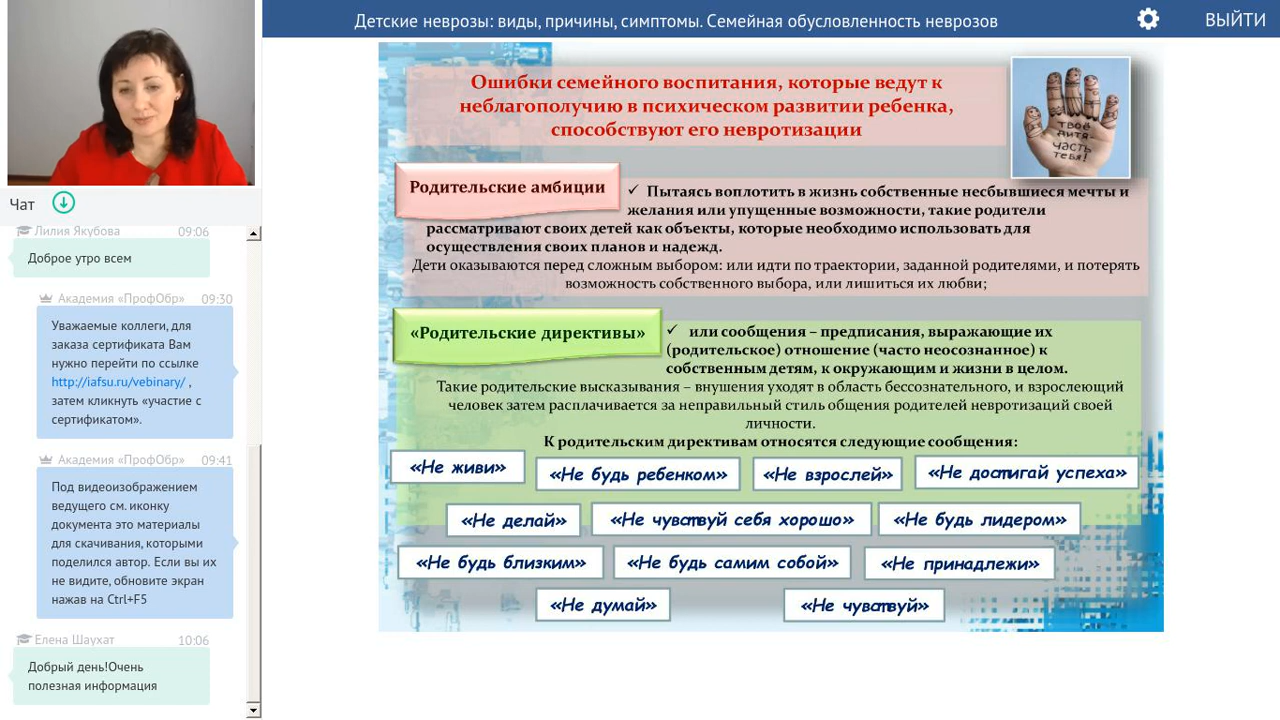 Детские неврозы: виды, причины, симптомы. Семейная обусловленность неврозов
ВЫЙТИ
Чат
Лилия Якубова 09:06
Доброе утро всем
Академия «ПрофОбр» 09:30
Уважаемые коллеги, для
заказа сертификата Вам
нужно перейти по ссылке
http://iafsu.ru/vebinary/ ,
затем кликнуть «участие с
сертификатом».
Академия «ПрофОбр» 09:41
Под видеоизображением
ведущего см. иконку
документа это материалы
для скачивания, которыми
поделился автор. Если вы их
не видите, обновите экран
нажав на Ctrl+F5
Елена Шаухат 10:06
Добрый день!Очень
полезная информация
Ошибки семейного воспитания, которые ведут к
неблагополучию в психическом развитии ребенка,
способствуют его невротизации
ТВОЁ
ДИТЯ-
ЧАСТЬ
ТЕБЯ!
Родительские амбиции
✓ Пытаясь воплотить в жизнь собственные несбывшиеся мечты и
желания или упущенные возможности, такие родители
рассматривают своих детей как объекты, которые необходимо использовать для
осуществления своих планов и надежд.
Дети оказываются перед сложным выбором: или идти по траектории, заданной родителями, и потерять
возможность собственного выбора, или лишиться их любви;
«Родительские директивы»
✓ или сообщения – предписания, выражающие их
(родительское) отношение (часто неосознанное) к
собственным детям, к окружающим и жизни в целом.
Такие родительские высказывания – внушения уходят в область бессознательного, и взрослеющий
человек затем расплачивается за неправильный стиль общения родителей невротизаций своей
личности.
К родительским директивам относятся следующие сообщения:
«Не живи» «Не будь ребенком» «Не взрослей» «Не достигай успеха»
«Не делай» «Не чувствуй себя хорошо» «Не будь лидером»
«Не будь близким» «Не будь самим собой» «Не принадлежи»
«Не думай» «Не чувствуй»